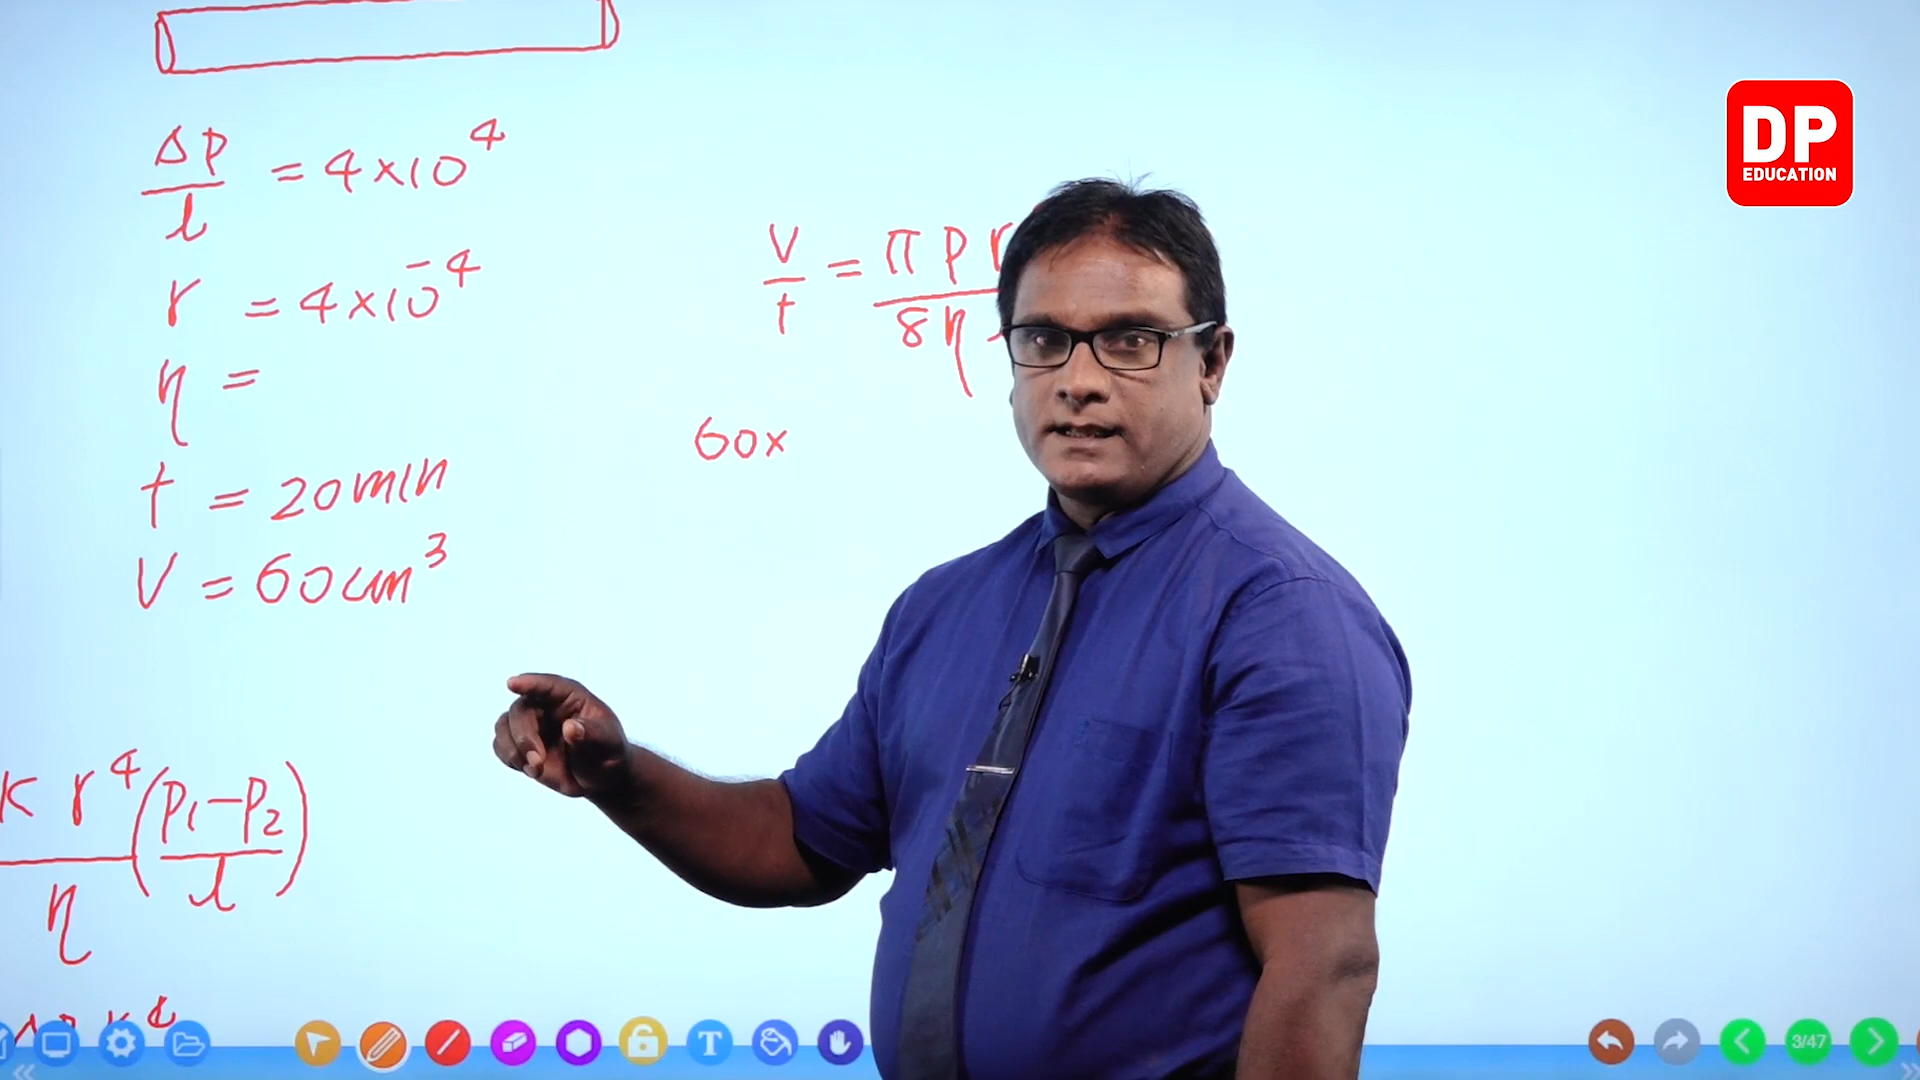 Δp/l = 4×10^4
r = 4×10^-4
η =
t = 20min
V = 60cm^3
K r^4/η (p1-p2/l)
V/t = π p r/8η
60×
DP
EDUCATION
T
3/47